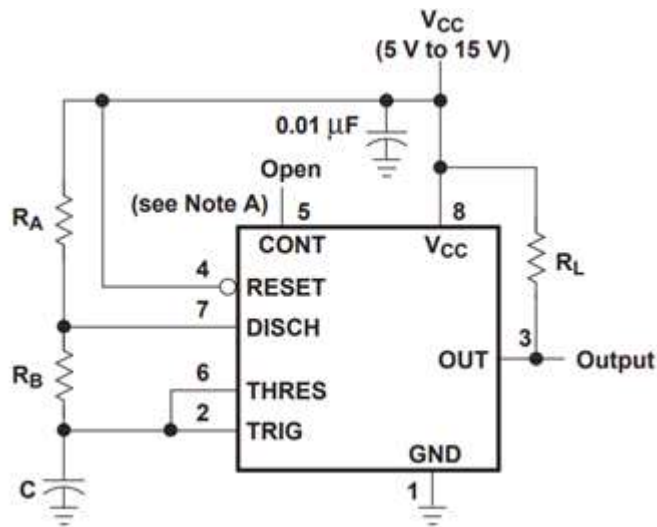 VCC
(5 V to 15 V)
0.01 µF
Open
(see Note A)
5
8
RA
CONT
VCC
RL
4
RESET
7
DISCH
3
OUT
Output
RB
6
THRES
2
TRIG
GND
C
1